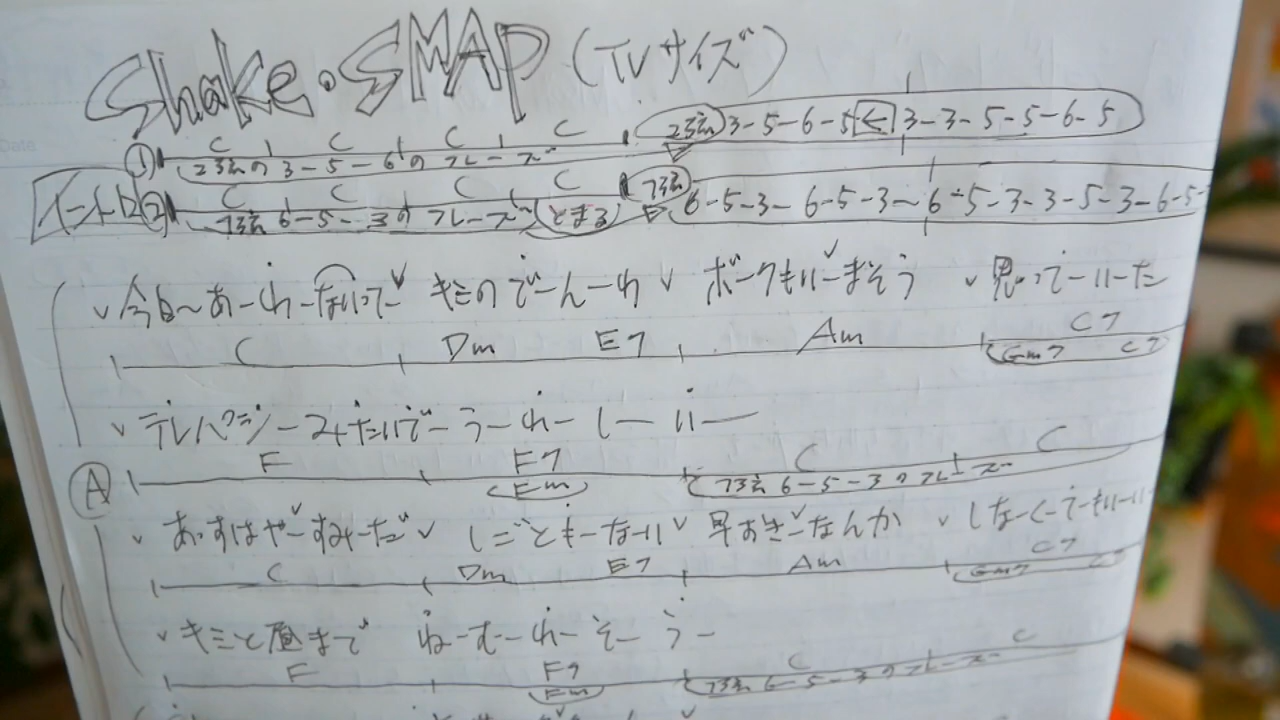 Shake・SMAP (TVサイズ)
C C C C
① 2弦の 3-5-6の フレーズ 2弦 3-5-6-5 3-3-5-5-6-5
C C C C
イントロ ② 1弦 6-5-3の フレーズ とまる 1弦 6-5-3-6-5-3-6-5-3-3-5-3-6-5-
今日〜あーしれーないってー キミのでーんーわ ボークもいーまそう 思ってーいーた
C Dm E7 Am C7
Gm7 C7
テレパシーみたいでー うーれーしーいー
F F7 C C
Fm 1弦 6-5-3のフレーズ
Ⓐ
あーすはやーすみーだ しごともーなーい 早おきーなんか しなーくーてーもいーい
C Dm E7 Am C7
Gm7
キミと昼まで ねーむーれーそーうー
F F7 C C
Fm 1弦 6-5-3のフレーズ